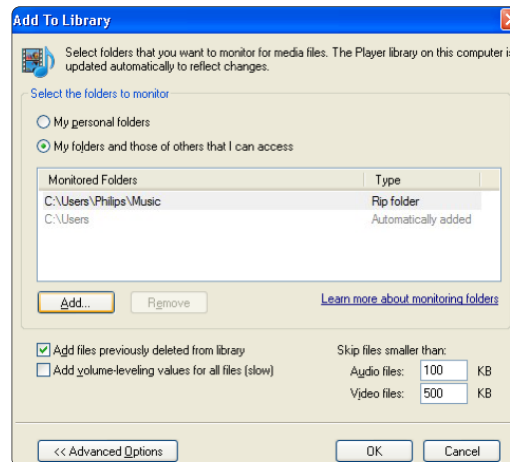 Add To Library
Select folders that you want to monitor for media files. The Player library on this computer is
updated automatically to reflect changes.
Select the folders to monitor
My personal folders
My folders and those of others that I can access
Monitored Folders Type
C:\Users\Philips\Music Rip folder
C:\Users Automatically added
Add... Remove Learn more about monitoring folders
Add files previously deleted from library Skip files smaller than:
Add volume-leveling values for all files (slow) Audio files: 100 KB
Video files: 500 KB
<< Advanced Options OK Cancel